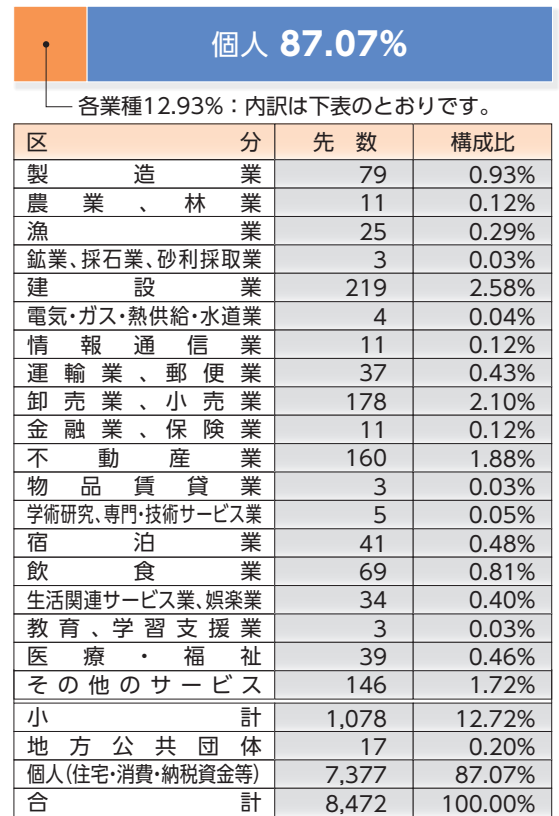 個人 87.07%
各業種12.93%：内訳は下表のとおりです。
区分 先数 構成比
製造業 79 0.93%
農業、林業 11 0.12%
漁業 25 0.29%
鉱業、採石業、砂利採取業 3 0.03%
建設業 219 2.58%
電気・ガス・熱供給・水道業 4 0.04%
情報通信業 11 0.12%
運輸業、郵便業 37 0.43%
卸売業、小売業 178 2.10%
金融業、保険業 11 0.12%
不動産業 160 1.88%
物品賃貸業 3 0.03%
学術研究、専門・技術サービス業 5 0.05%
宿泊業 41 0.48%
飲食業 69 0.81%
生活関連サービス業、娯楽業 34 0.40%
教育、学習支援業 3 0.03%
医療・福祉 39 0.46%
その他のサービス 146 1.72%
小計 1,078 12.72%
地方公共団体 17 0.20%
個人(住宅・消費・納税資金等) 7,377 87.07%
合計 8,472 100.00%